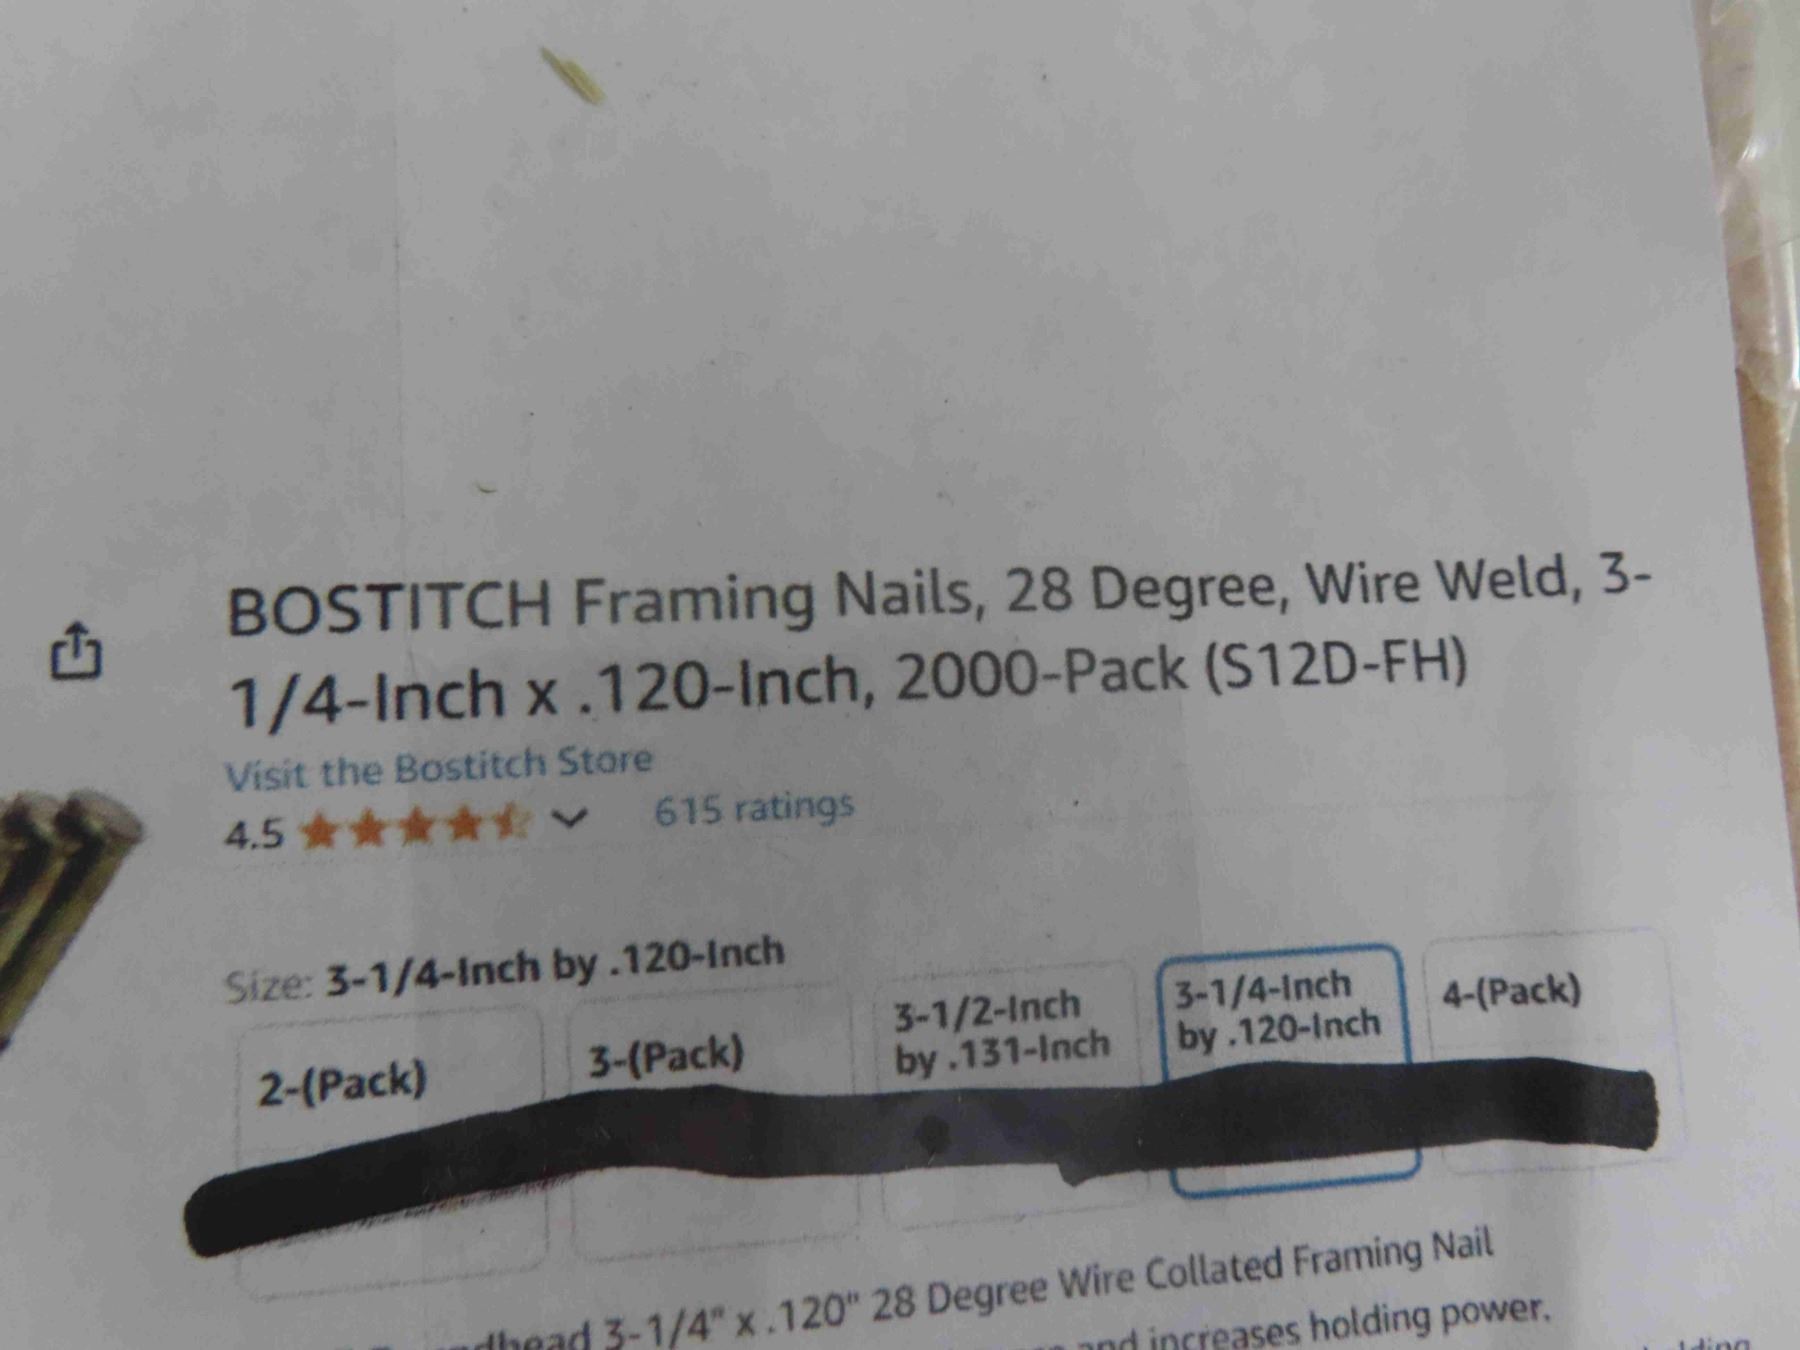 BOSTITCH Framing Nails, 28 Degree, Wire Weld, 3-
1/4-Inch x .120-Inch, 2000-Pack (S12D-FH)
Visit the Bostitch Store
4.5 615 ratings
Size: 3-1/4-Inch by .120-Inch
2-(Pack)
3-(Pack)
3-1/2-Inch
by .131-Inch
3-1/4-Inch
by .120-Inch
4-(Pack)
3-1/4" x .120" 28 Degree Wire Collated Framing Nail
and increases holding power.